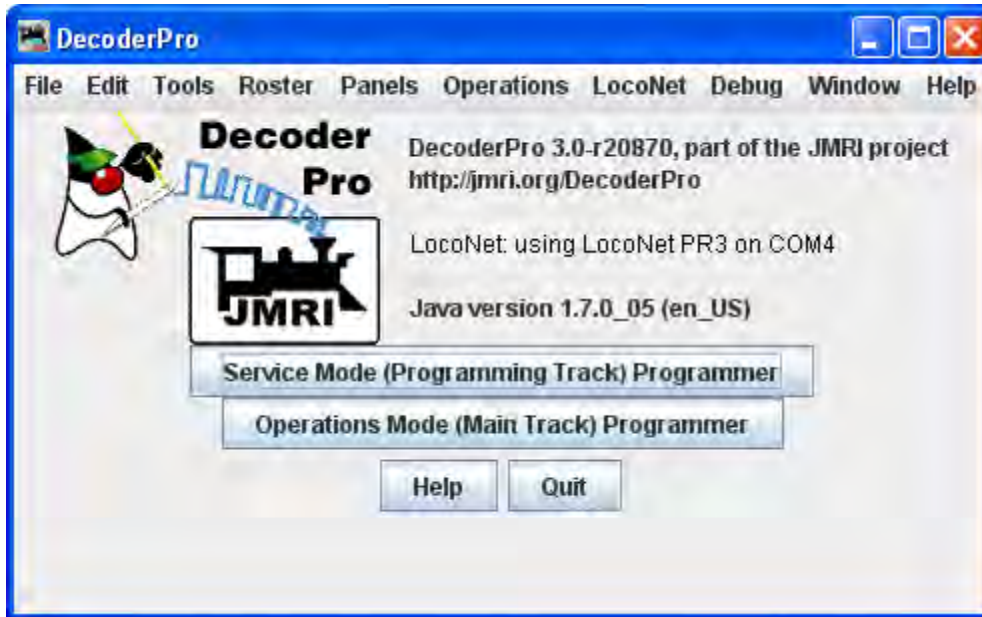 DecoderPro
File Edit Tools Roster Panels Operations LocoNet Debug Window Help
Decoder
Pro
JMRI
DecoderPro 3.0-r20870, part of the JMRI project
http://jmri.org/DecoderPro
LocoNet: using LocoNet PR3 on COM4
Java version 1.7.0_05 (en_US)
Service Mode (Programming Track) Programmer
Operations Mode (Main Track) Programmer
Help Quit